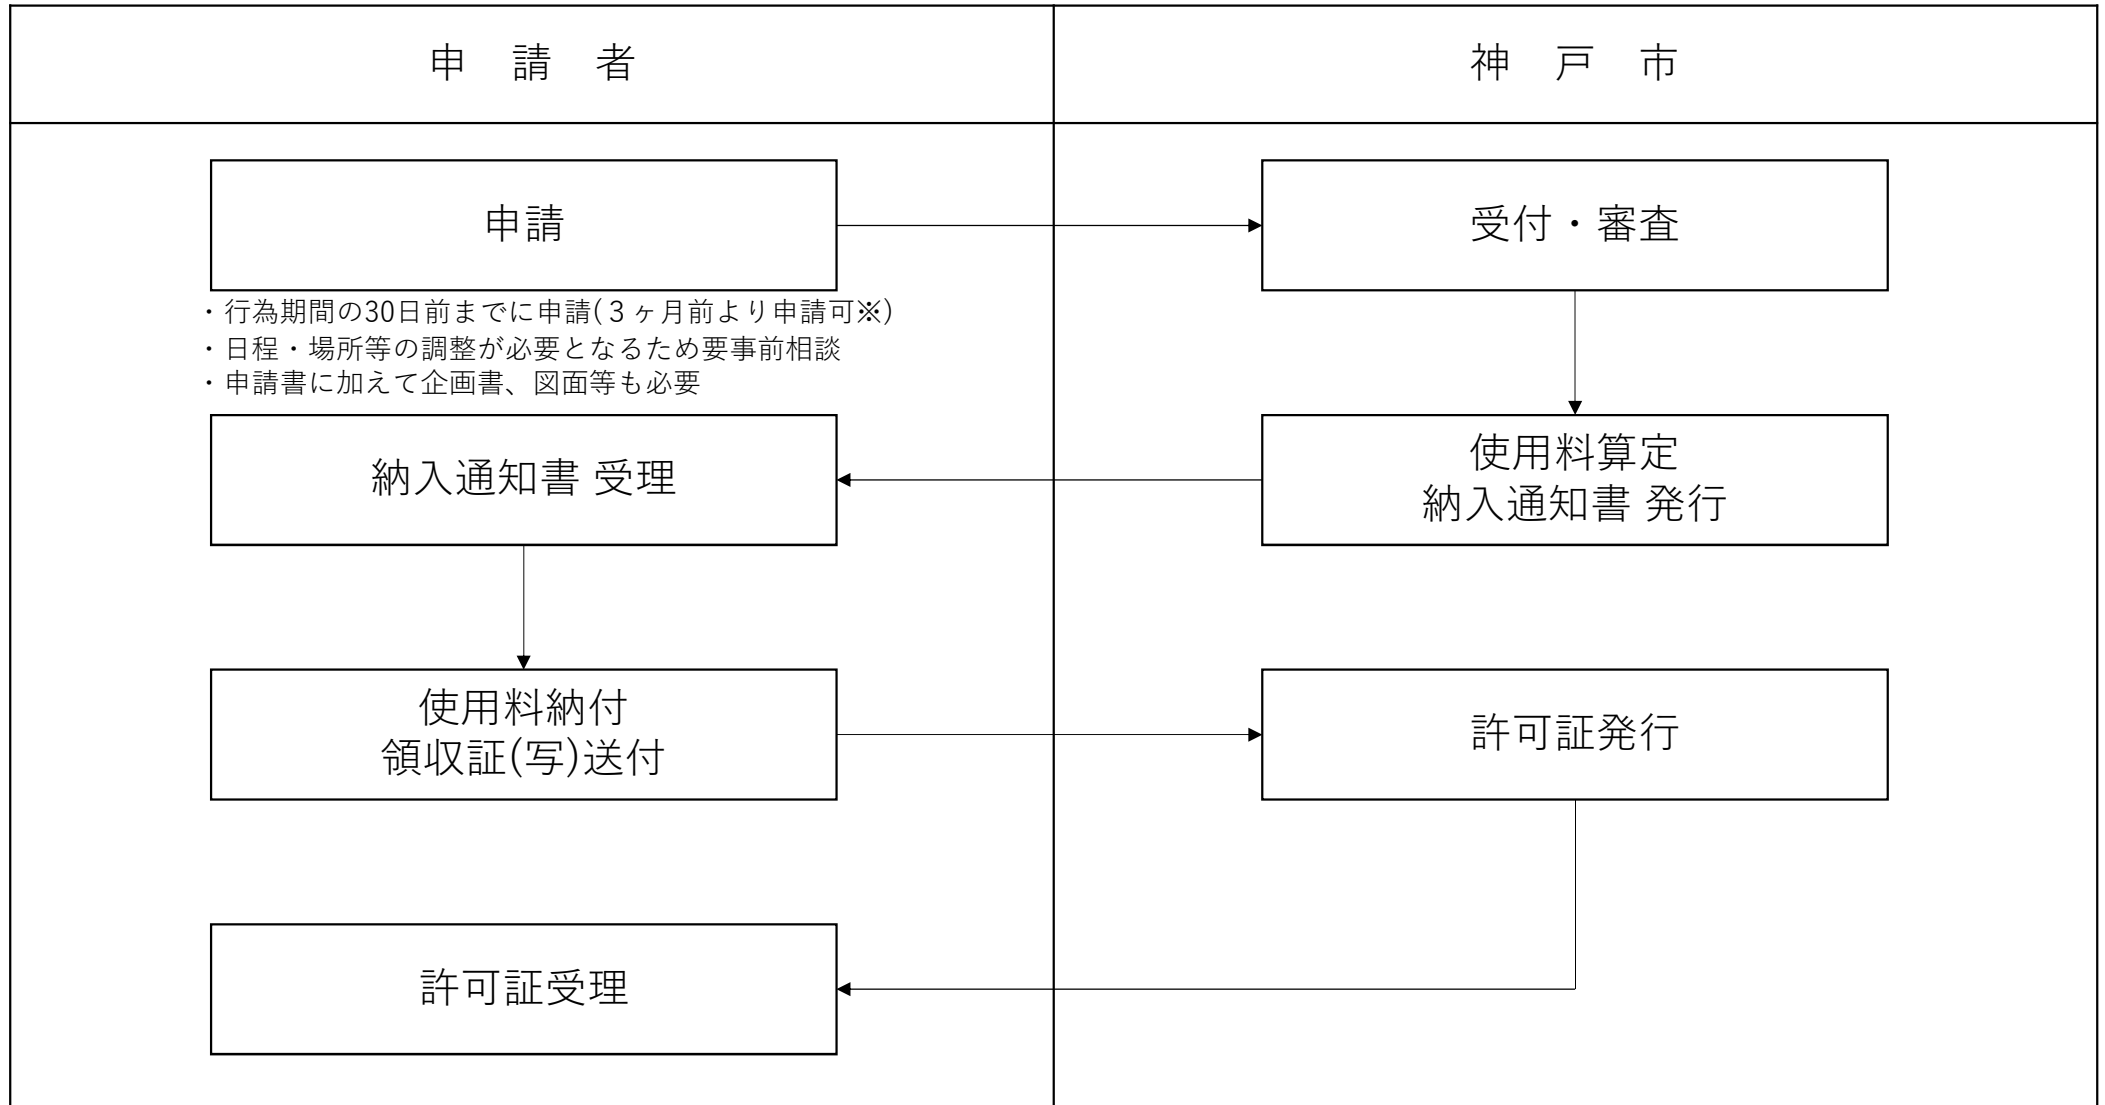 申　請　者
神　戸　市
申請
受付・審査
・行為期間の30日前までに申請(３ヶ月前より申請可※)
・日程・場所等の調整が必要となるため要事前相談
・申請書に加えて企画書、図面等も必要
納入通知書 受理
使用料算定
納入通知書 発行
使用料納付
領収証(写)送付
許可証発行
許可証受理